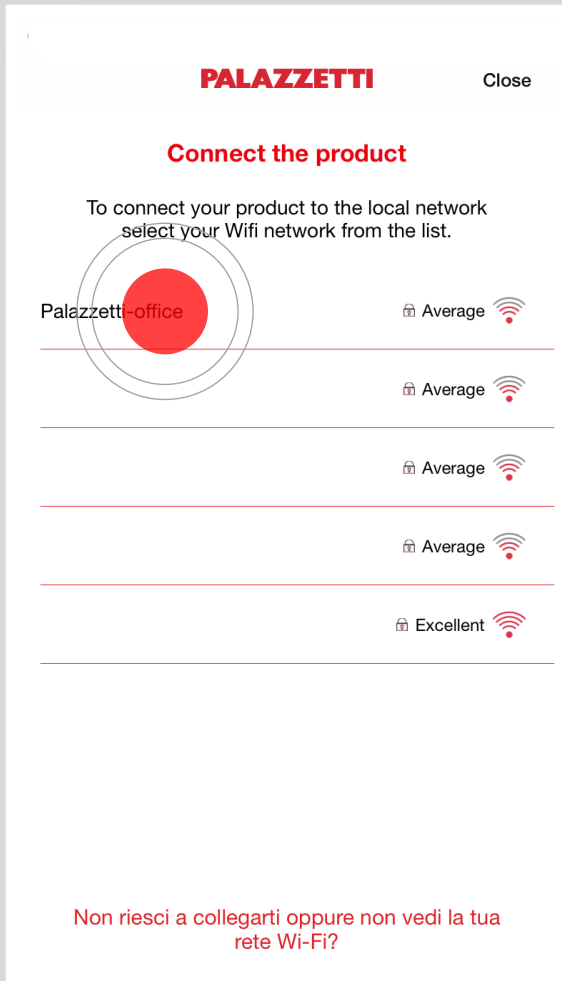 PALAZZETTI
Close
Connect the product
To connect your product to the local network
select your Wifi network from the list.
Palazzetti-office
Average
Average
Average
Average
Excellent
Non riesci a collegarti oppure non vedi la tua
rete Wi-Fi?